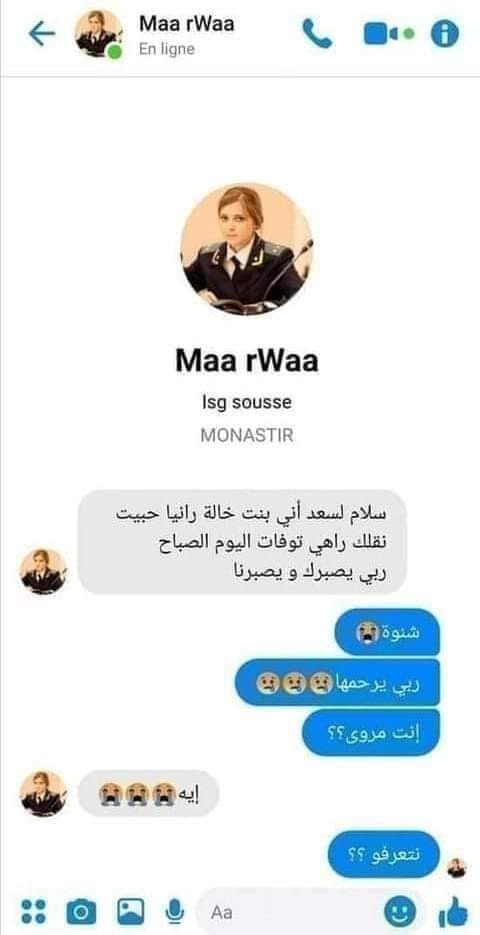 Maa rWaa
En ligne
Maa rWaa
Isg sousse
MONASTIR
سلام لسعد أني بنت خالة رانيا حبيت
نقلك راهي توفات اليوم الصباح
ربي يصبرك و يصبرنا
شنوة😭
ربي يرحمها😢😢😢
إنت مروى؟؟
إيه😭😭😭
نتعرفو ؟؟
Aa